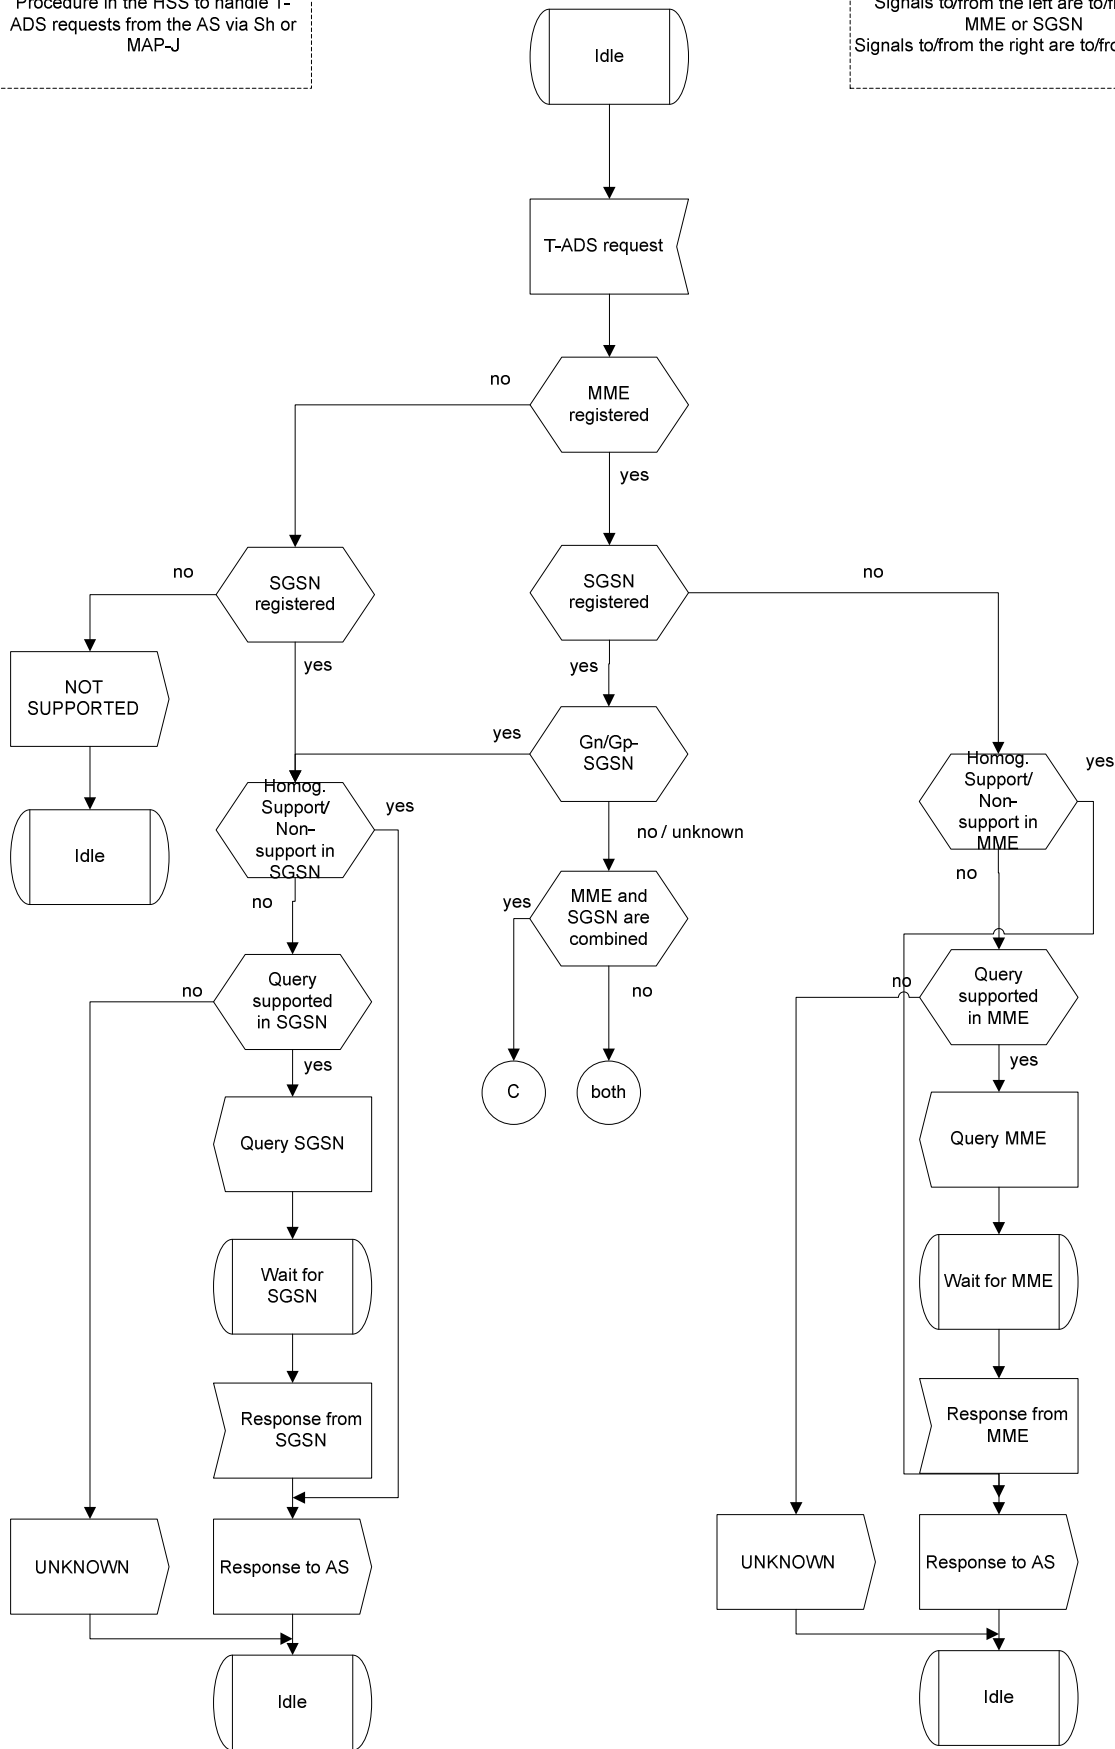 Procedure in the HSS to handle T-
ADS requests from the AS via Sh or
MAP-J
Signals to/from the left are to/fr
MME or SGSN
Signals to/from the right are to/fro
Idle
T-ADS request
MME
registered
no
yes
SGSN
registered
no
yes
SGSN
registered
no
yes
NOT
SUPPORTED
Idle
Gn/Gp-
SGSN
yes
no / unknown
Homog.
Support/
Non-
support in
SGSN
yes
no
Homog.
Support/
Non-
support in
MME
yes
no
MME and
SGSN are
combined
yes
no
C
both
Query
supported
in SGSN
no
yes
Query
supported
in MME
no
yes
Query SGSN
Query MME
Wait for
SGSN
Wait for MME
Response from
SGSN
Response from
MME
UNKNOWN
Response to AS
UNKNOWN
Response to AS
Idle
Idle